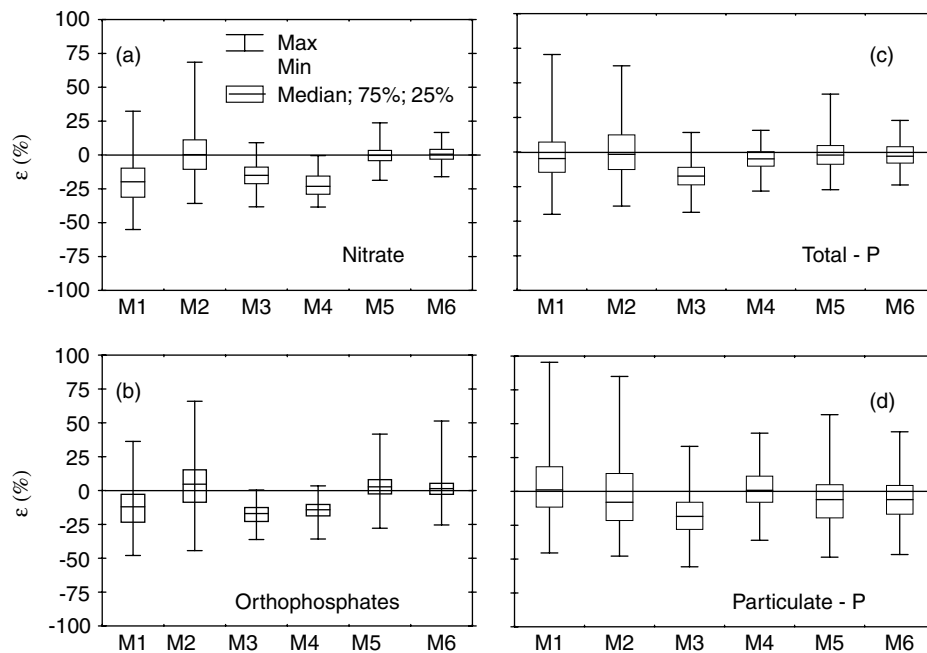 100
75
50
25
0
-25
-50
-75
-100
ε (%)
(a)
Max
Min
Median; 75%; 25%
Nitrate
M1 M2 M3 M4 M5 M6
(c)
Total - P
M1 M2 M3 M4 M5 M6
100
75
50
25
0
-25
-50
-75
-100
ε (%)
(b)
Orthophosphates
M1 M2 M3 M4 M5 M6
(d)
Particulate - P
M1 M2 M3 M4 M5 M6